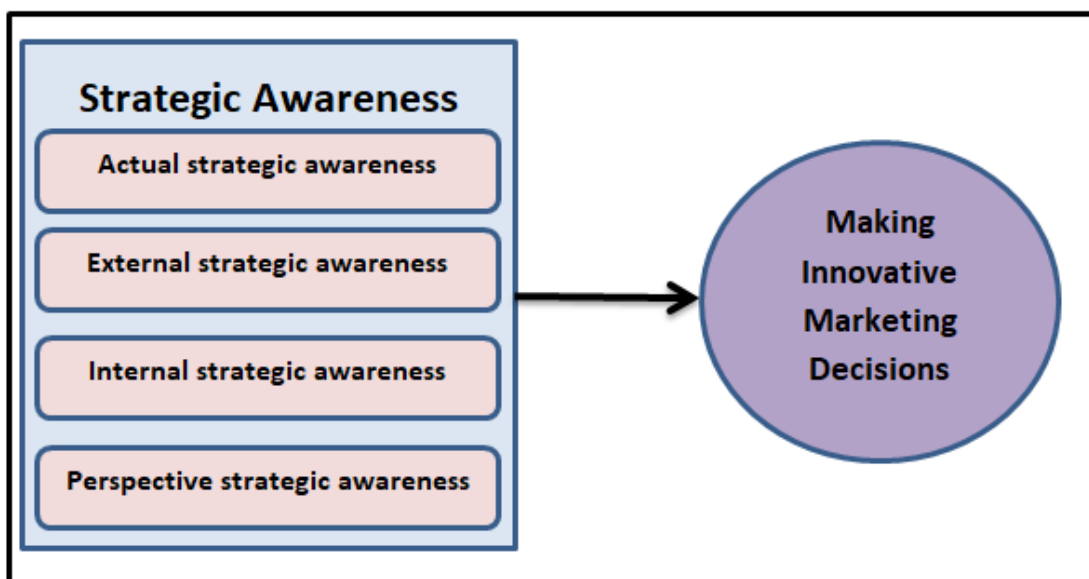 Strategic Awareness
Actual strategic awareness
External strategic awareness
Internal strategic awareness
Perspective strategic awareness
Making
Innovative
Marketing
Decisions